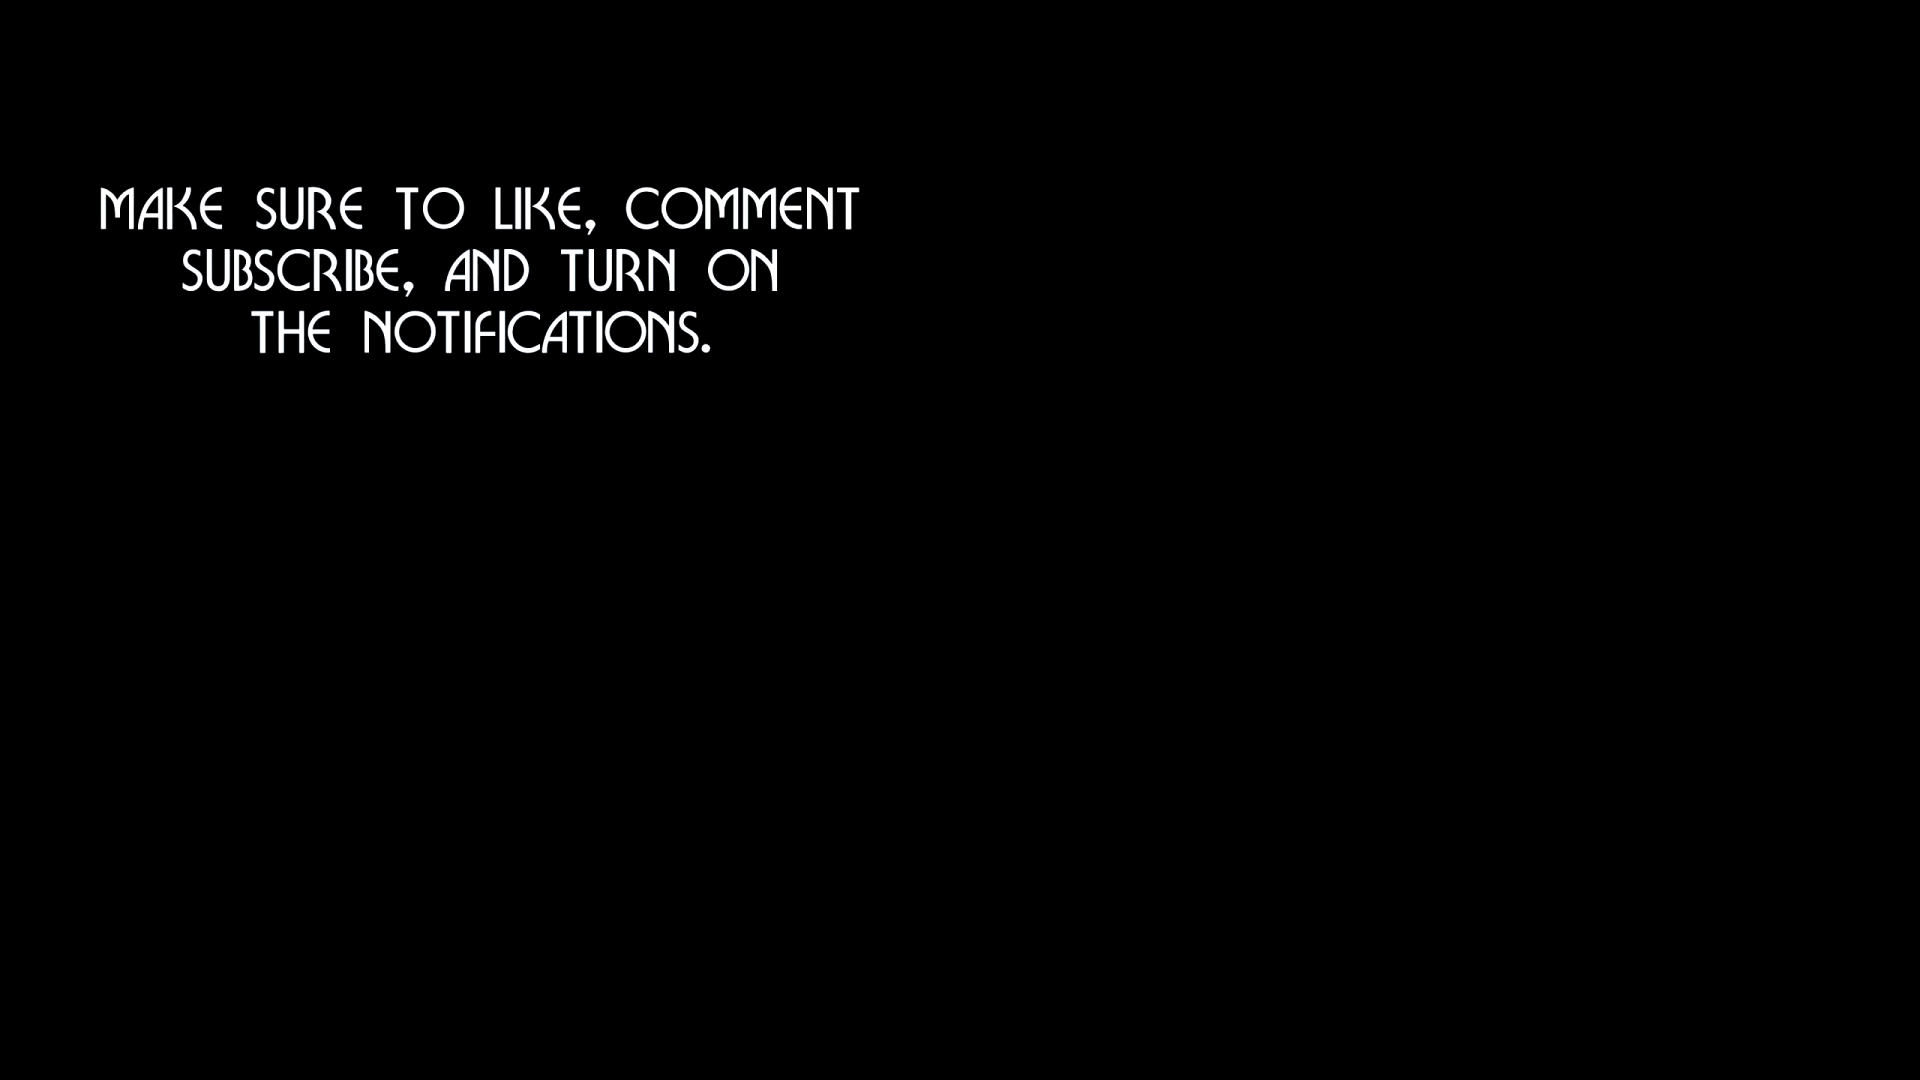 MAKE SURE TO LIKE, COMMENT
SUBSCRIBE, AND TURN ON
THE NOTIFICATIONS.